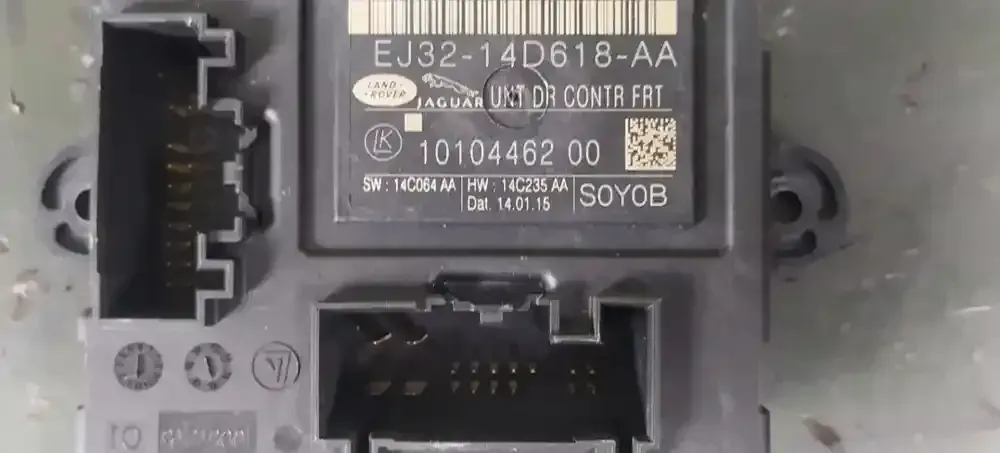 EJ32-14D618-AA
LAND-
-ROVER
JAGUAR
UNT DR CONTR FRT
LK
10104462 00
SW : 14C064 AA
HW : 14C235 AA
Dat. 14.01.15
S0Y0B